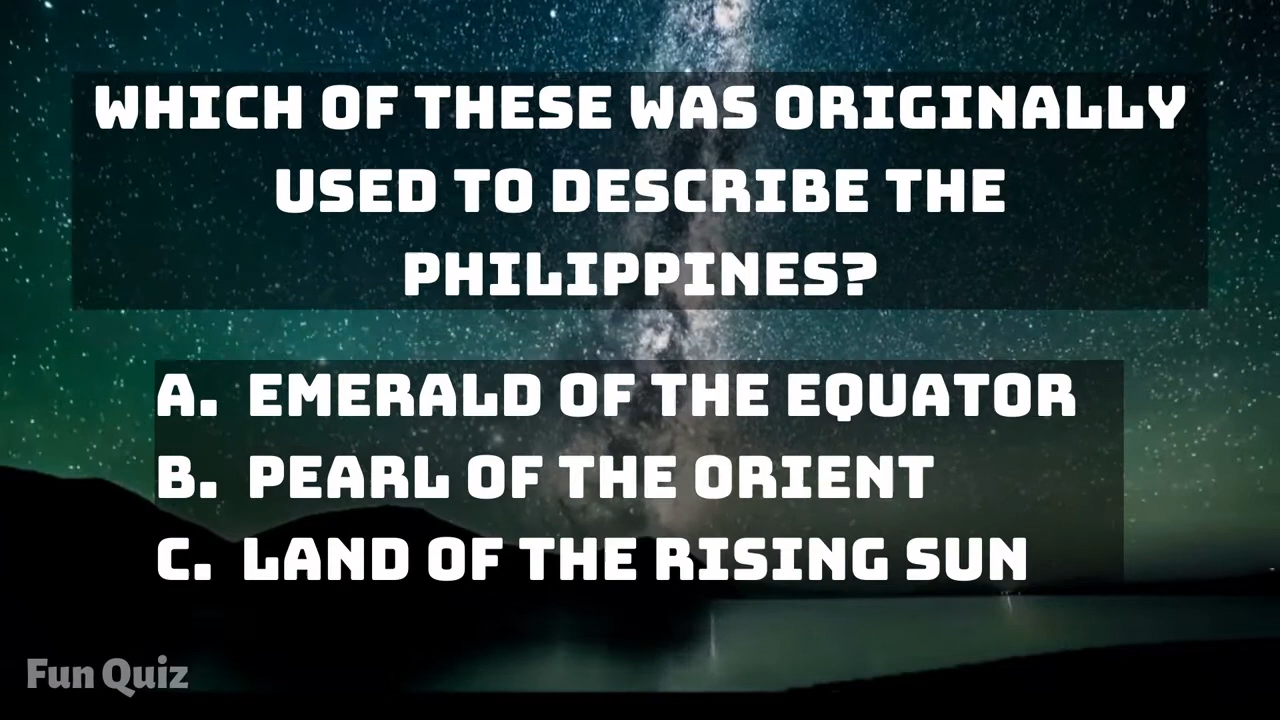 WHICH OF THESE WAS ORIGINALLY
USED TO DESCRIBE THE
PHILIPPINES?
A. EMERALD OF THE EQUATOR
B. PEARL OF THE ORIENT
C. LAND OF THE RISING SUN
Fun Quiz